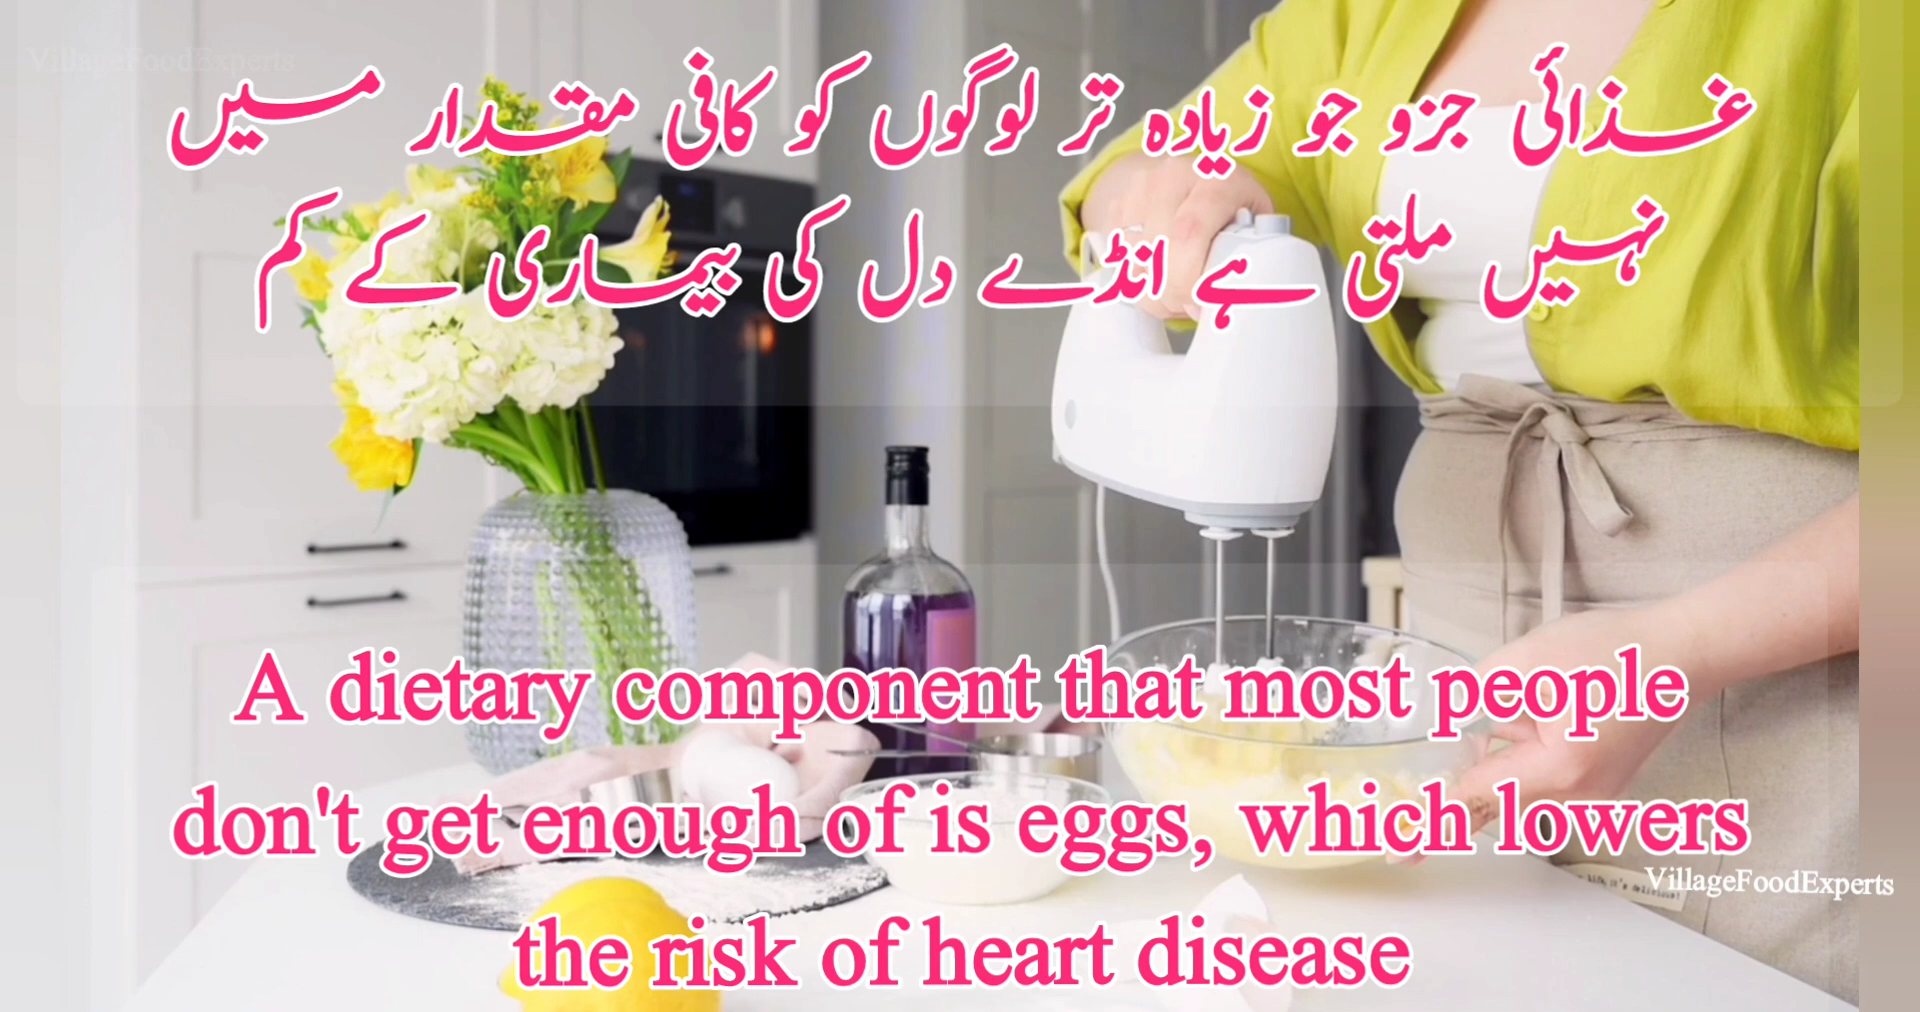 VillageFoodExperts
غذائی جزو جو زیادہ تر لوگوں کو کافی مقدار میں
نہیں ملتی ہے انڈے دل کی بیماری کے کم
A dietary component that most people
don't get enough of is eggs, which lowers
VillageFoodExperts
the risk of heart disease